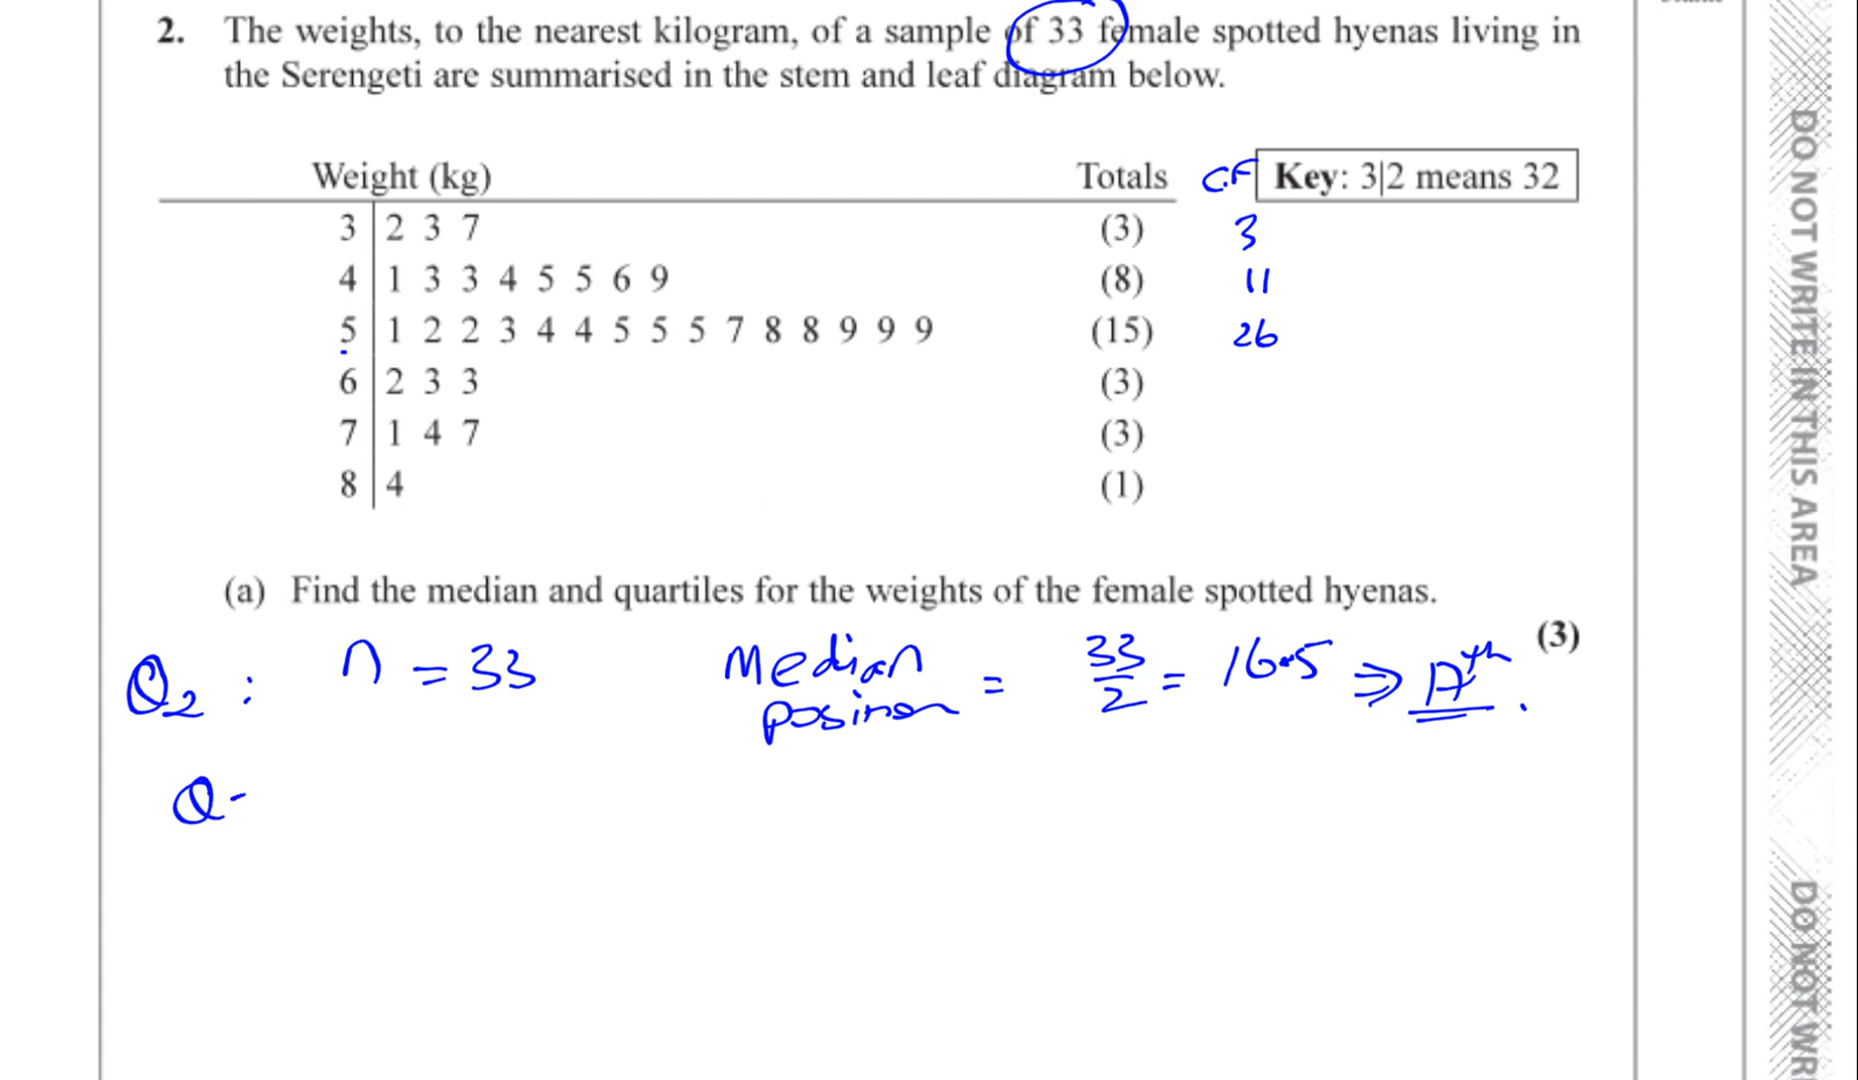 2. The weights, to the nearest kilogram, of a sample of 33 female spotted hyenas living in
the Serengeti are summarised in the stem and leaf diagram below.
Weight (kg) Totals C.F Key: 3|2 means 32
3 | 2 3 7 (3) 3
4 | 1 3 3 4 5 5 6 9 (8) 11
5 | 1 2 2 3 4 4 5 5 5 7 8 8 9 9 9 (15) 26
6 | 2 3 3 (3)
7 | 1 4 7 (3)
8 | 4 (1)
(a) Find the median and quartiles for the weights of the female spotted hyenas.
(3)
Q2 : n = 33 Median position = 33/2 = 16.5 ⇒ 17th.
Q-
DO NOT WRITE IN THIS AREA
DO NOT WRI